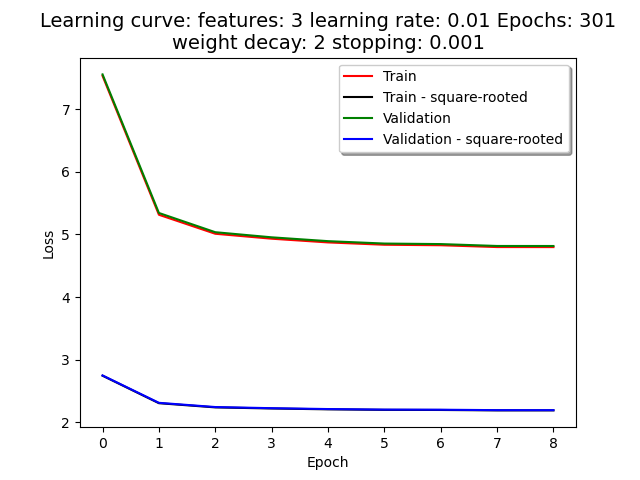 Learning curve: features: 3 learning rate: 0.01 Epochs: 301
weight decay: 2 stopping: 0.001
Train
Train - square-rooted
Validation
Validation - square-rooted
Loss
7
6
5
4
3
2
0 1 2 3 4 5 6 7 8
Epoch